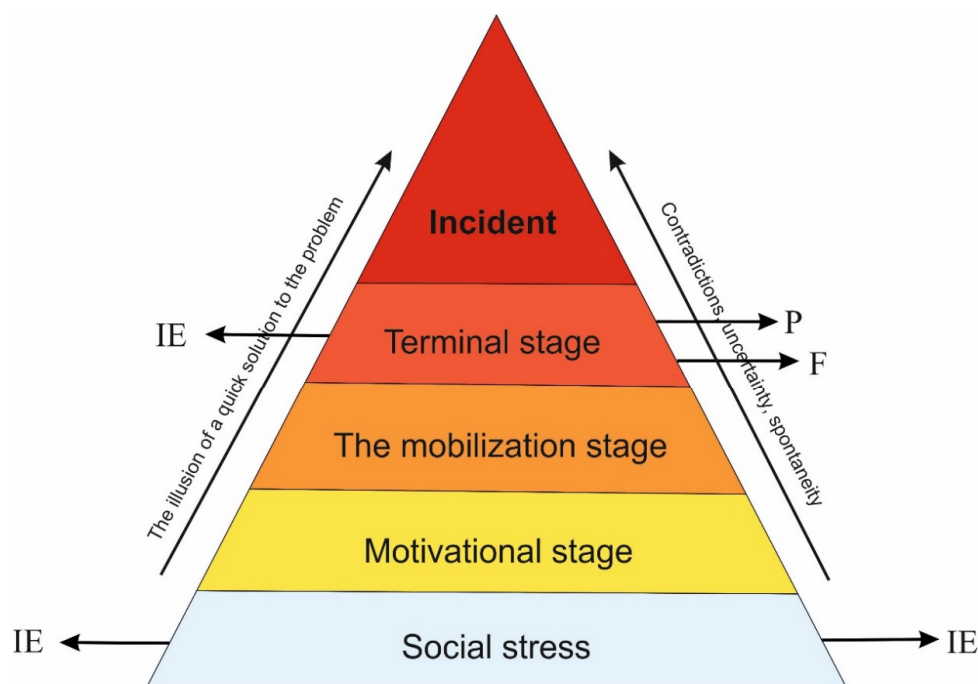 Incident
The illusion of a quick solution to the problem
Contradictions, uncertainty, spontaneity
IE
Terminal stage
P
F
The mobilization stage
Motivational stage
IE
Social stress
IE